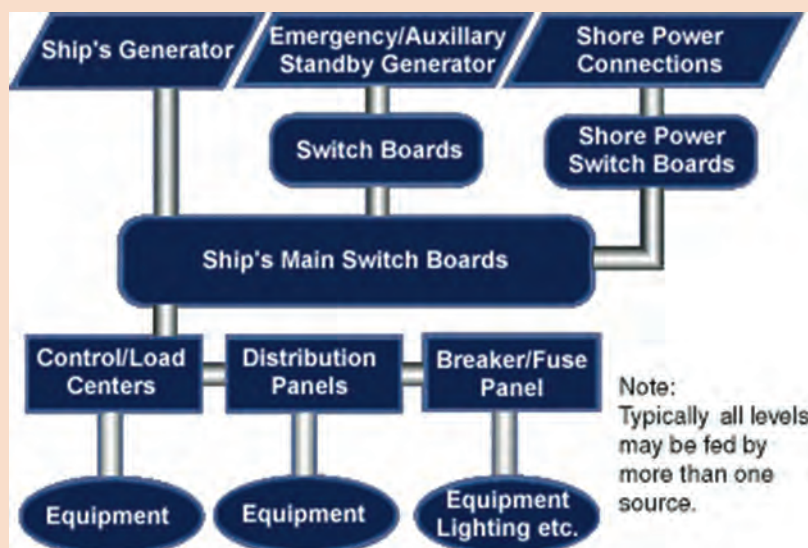 Ship's Generator
Emergency/Auxillary
Standby Generator
Shore Power
Connections
Switch Boards
Shore Power
Switch Boards
Ship's Main Switch Boards
Control/Load
Centers
Distribution
Panels
Breaker/Fuse
Panel
Note:
Typically all levels
may be fed by
more than one
source.
Equipment
Equipment
Equipment
Lighting etc.